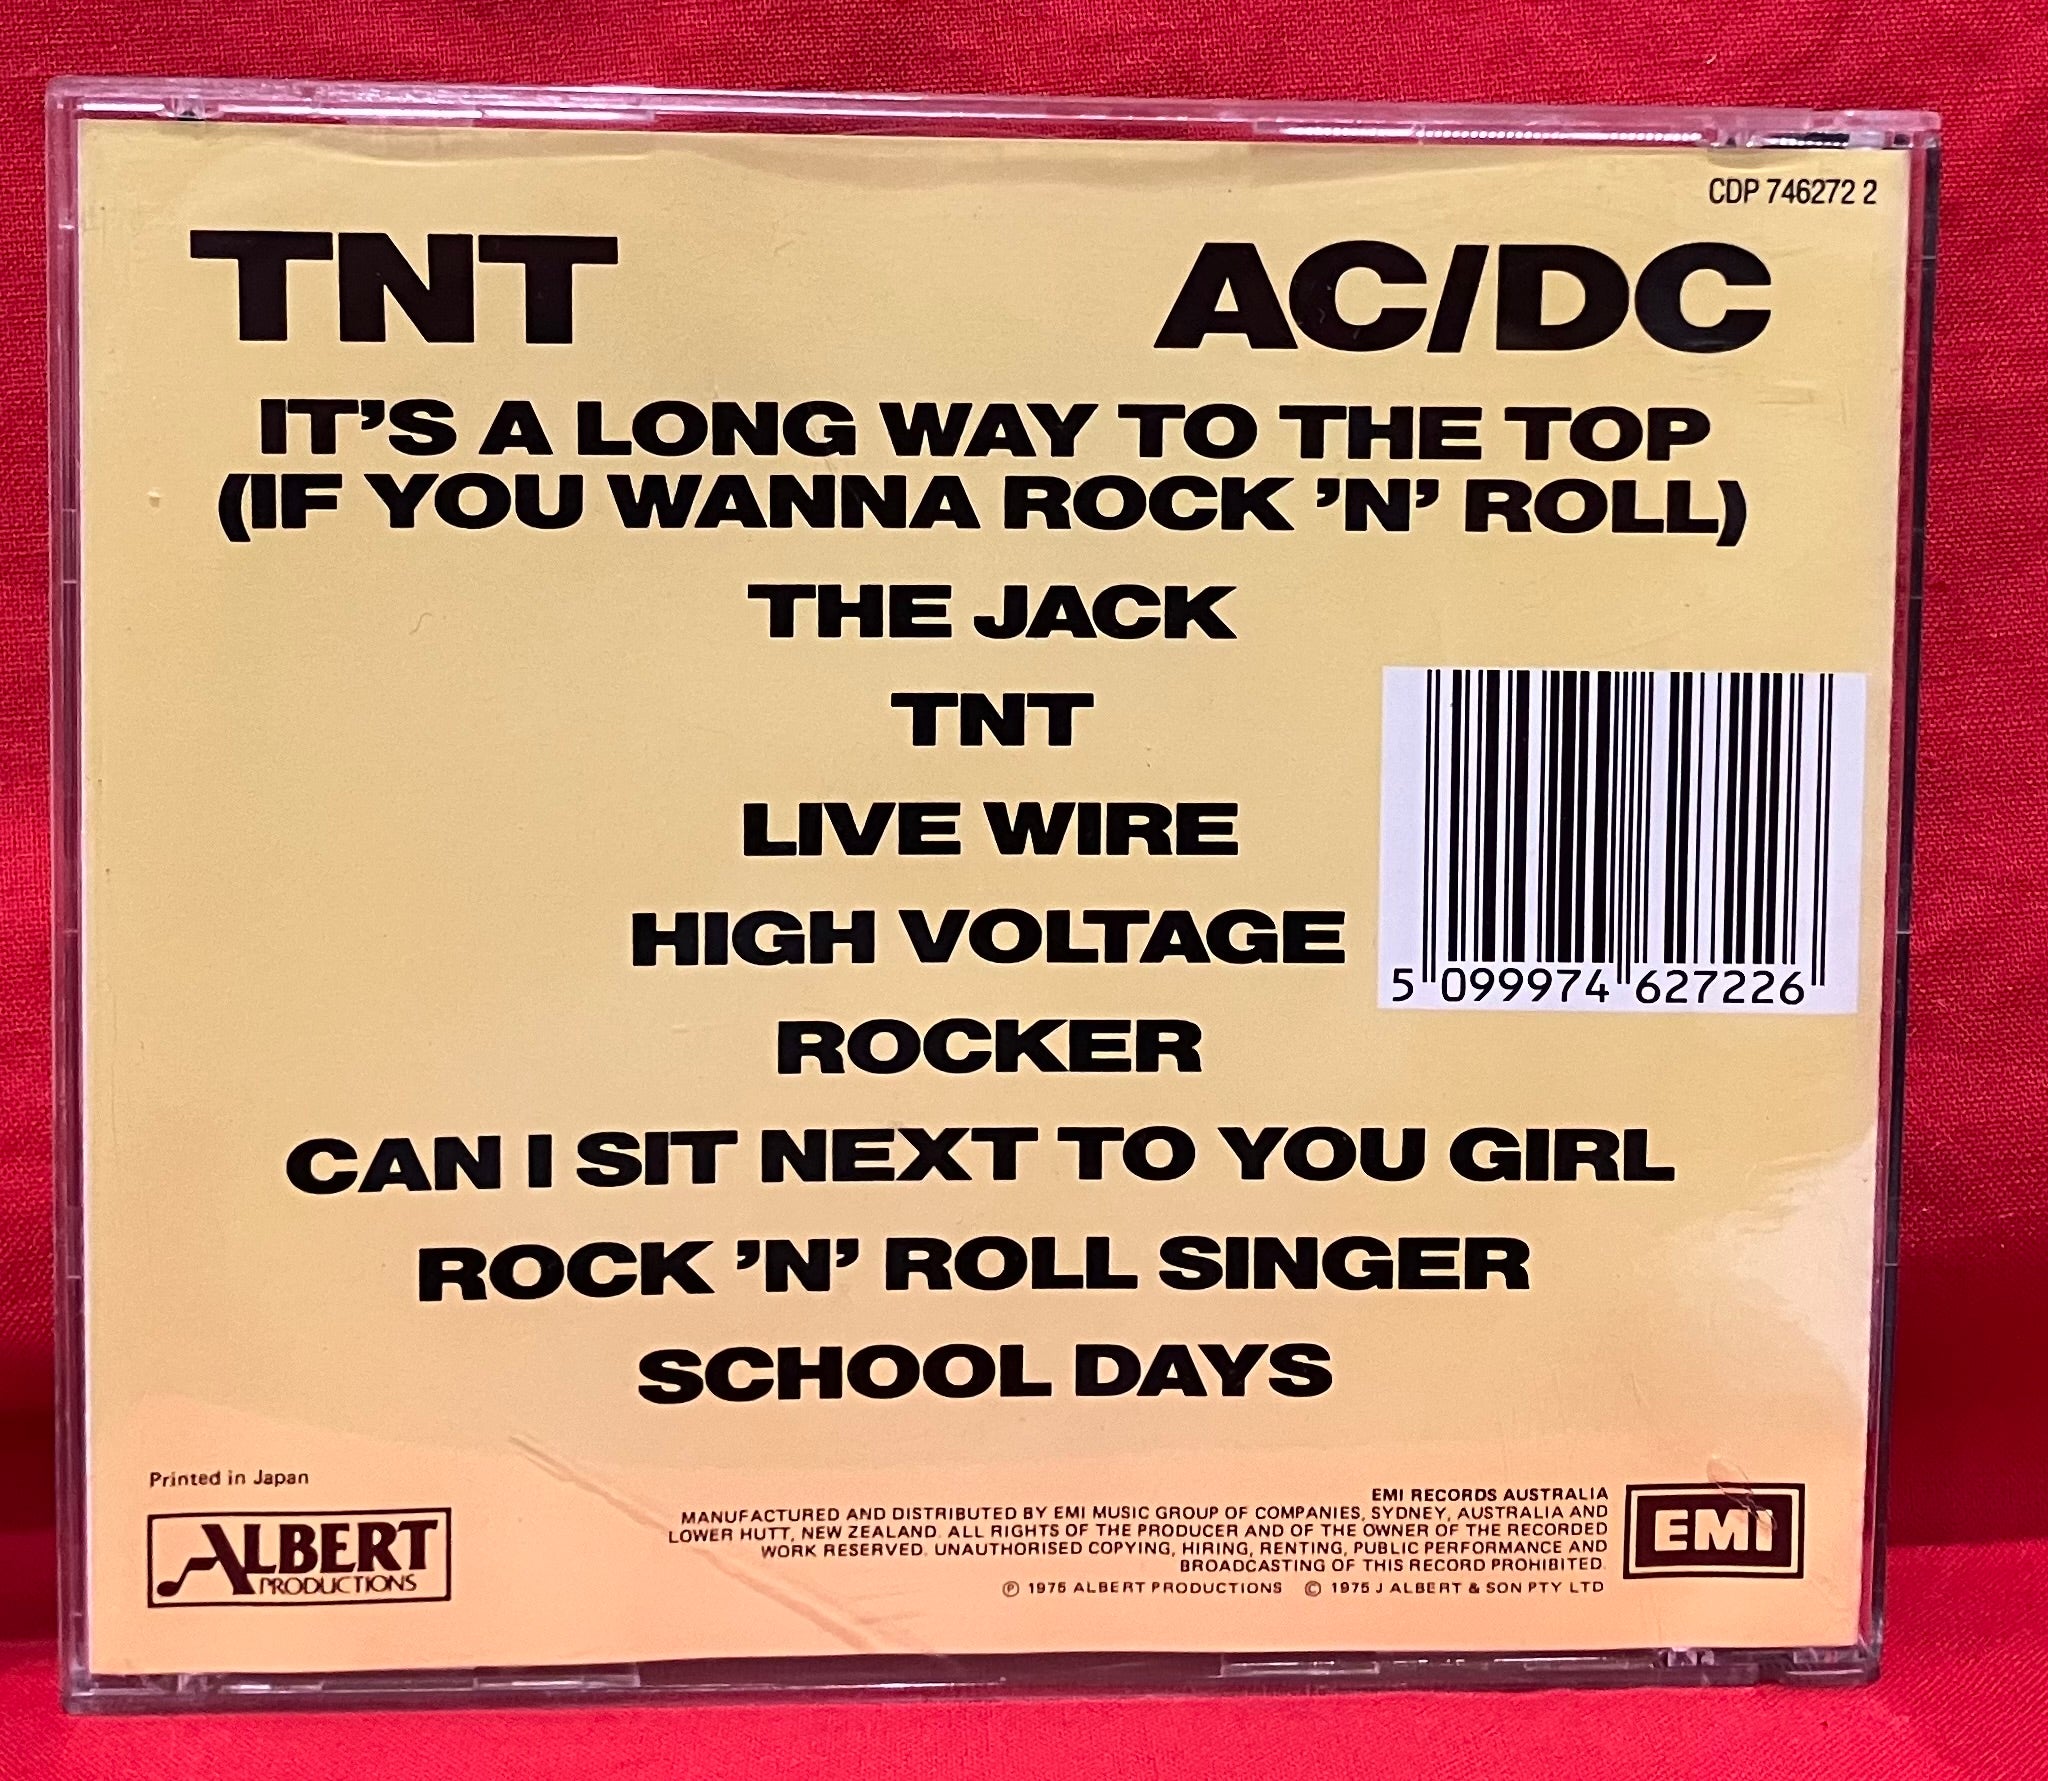 CDP 746272 2
TNT AC/DC
IT'S A LONG WAY TO THE TOP
(IF YOU WANNA ROCK 'N' ROLL)
THE JACK
TNT
LIVE WIRE
HIGH VOLTAGE
5 099974 627226
ROCKER
CAN I SIT NEXT TO YOU GIRL
ROCK 'N' ROLL SINGER
SCHOOL DAYS
Printed in Japan
ALBERT
PRODUCTIONS
EMI RECORDS AUSTRALIA
MANUFACTURED AND DISTRIBUTED BY EMI MUSIC GROUP OF COMPANIES, SYDNEY, AUSTRALIA AND
LOWER HUTT, NEW ZEALAND. ALL RIGHTS OF THE PRODUCER AND OF THE OWNER OF THE RECORDED
WORK RESERVED. UNAUTHORISED COPYING, HIRING, RENTING, PUBLIC PERFORMANCE AND
BROADCASTING OF THIS RECORD PROHIBITED.
℗ 1975 ALBERT PRODUCTIONS © 1975 J ALBERT & SON PTY LTD
EMI